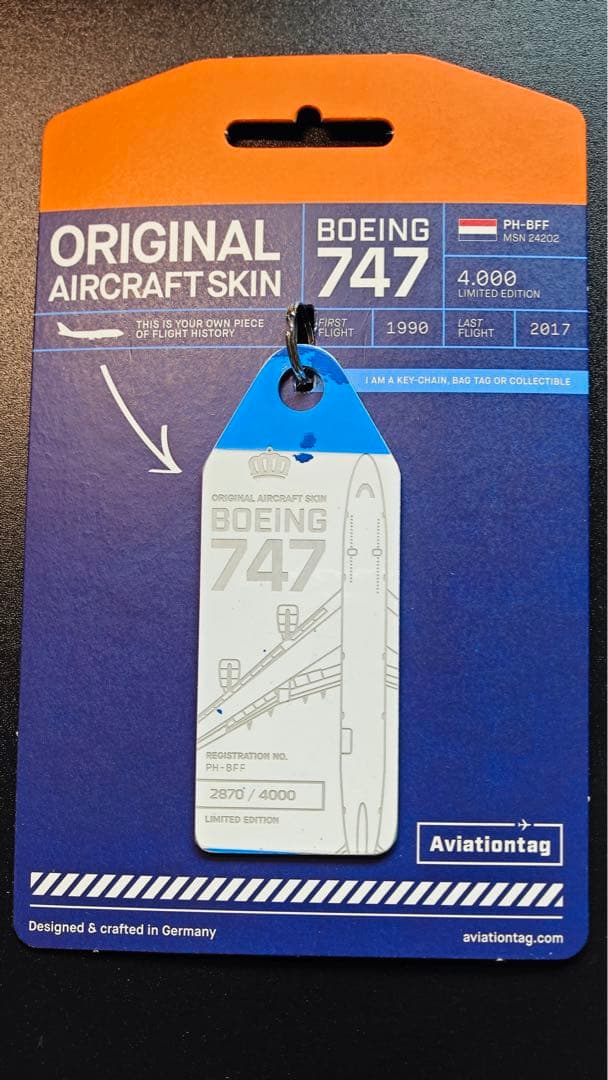 ORIGINAL
AIRCRAFT SKIN
BOEING
747
PH-BFF
MSN 24202
4.000
LIMITED EDITION
THIS IS YOUR OWN PIECE
OF FLIGHT HISTORY
FIRST
FLIGHT
1990
LAST
FLIGHT
2017
I AM A KEY-CHAIN, BAG TAG OR COLLECTIBLE
ORIGINAL AIRCRAFT SKIN
BOEING
747
REGISTRATION NO.
PH-BFF
2870 / 4000
LIMITED EDITION
Aviationtag
Designed & crafted in Germany
aviationtag.com